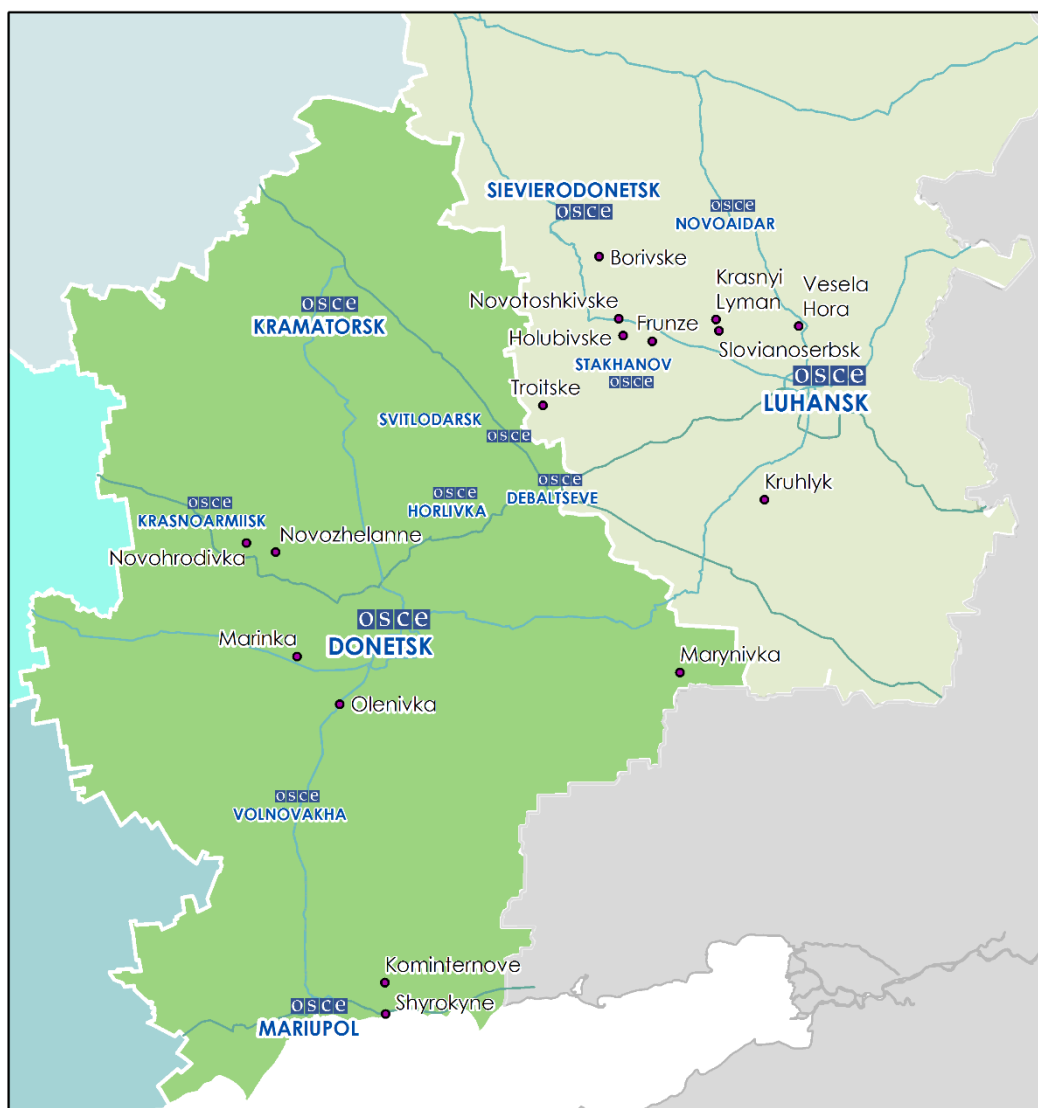 SIEVIERODONETSK
osce
osce
NOVOAIDAR
Borivske
Krasnyi
Lyman
Vesela
Hora
Novotoshkivske
Frunze
Holubivske
Slovianoserbsk
STAKHANOV
osce
osce
LUHANSK
osce
KRAMATORSK
Troitske
SVITLODARSK
osce
osce
DEBALTSEVE
osce
HORLIVKA
Kruhlyk
osce
KRASNOARMIISK
Novozhelanne
Novohrodivka
osce
DONETSK
Marinka
Marynivka
Olenivka
osce
VOLNOVAKHA
Kominternove
Shyrokyne
osce
MARIUPOL